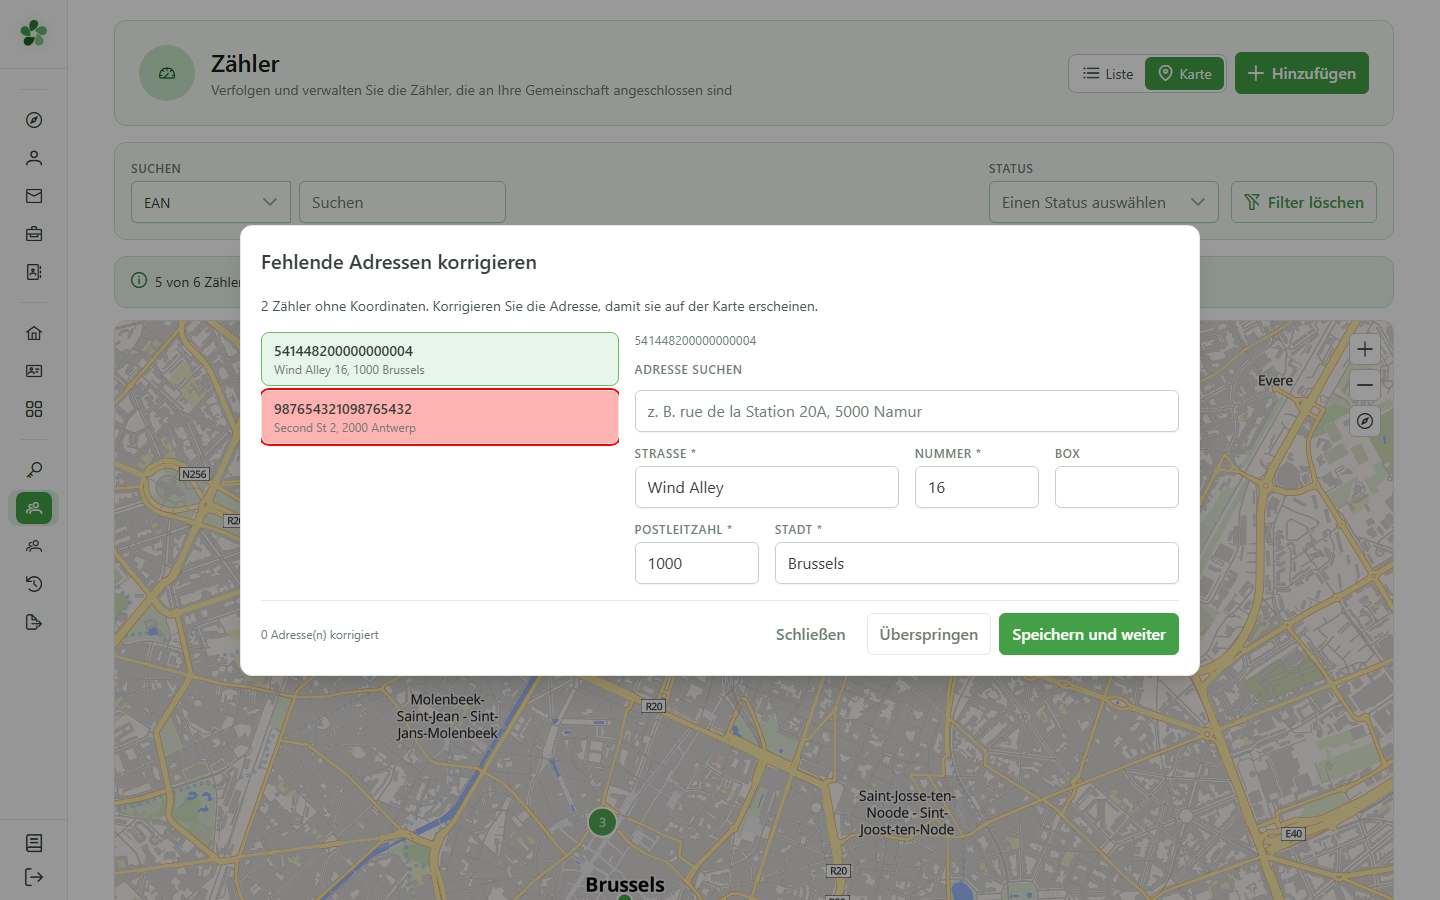 Zähler
Verfolgen und verwalten Sie die Zähler, die an Ihre Gemeinschaft angeschlossen sind
Liste
Karte
Hinzufügen
SUCHEN
EAN
Suchen
STATUS
Einen Status auswählen
Filter löschen
5 von 6 Zähler
Fehlende Adressen korrigieren
2 Zähler ohne Koordinaten. Korrigieren Sie die Adresse, damit sie auf der Karte erscheinen.
541448200000000004
Wind Alley 16, 1000 Brussels
987654321098765432
Second St 2, 2000 Antwerp
541448200000000004
ADRESSE SUCHEN
z. B. rue de la Station 20A, 5000 Namur
STRASSE *
NUMMER *
BOX
Wind Alley
16
POSTLEITZAHL *
STADT *
1000
Brussels
0 Adresse(n) korrigiert
Schließen
Überspringen
Speichern und weiter
Evere
N256
R20
Molenbeek-
Saint-Jean - Sint-
Jans-Molenbeek
R20
Saint-Josse-ten-
Noode - Sint-
Joost-ten-Node
3
E40
R20
Brussels